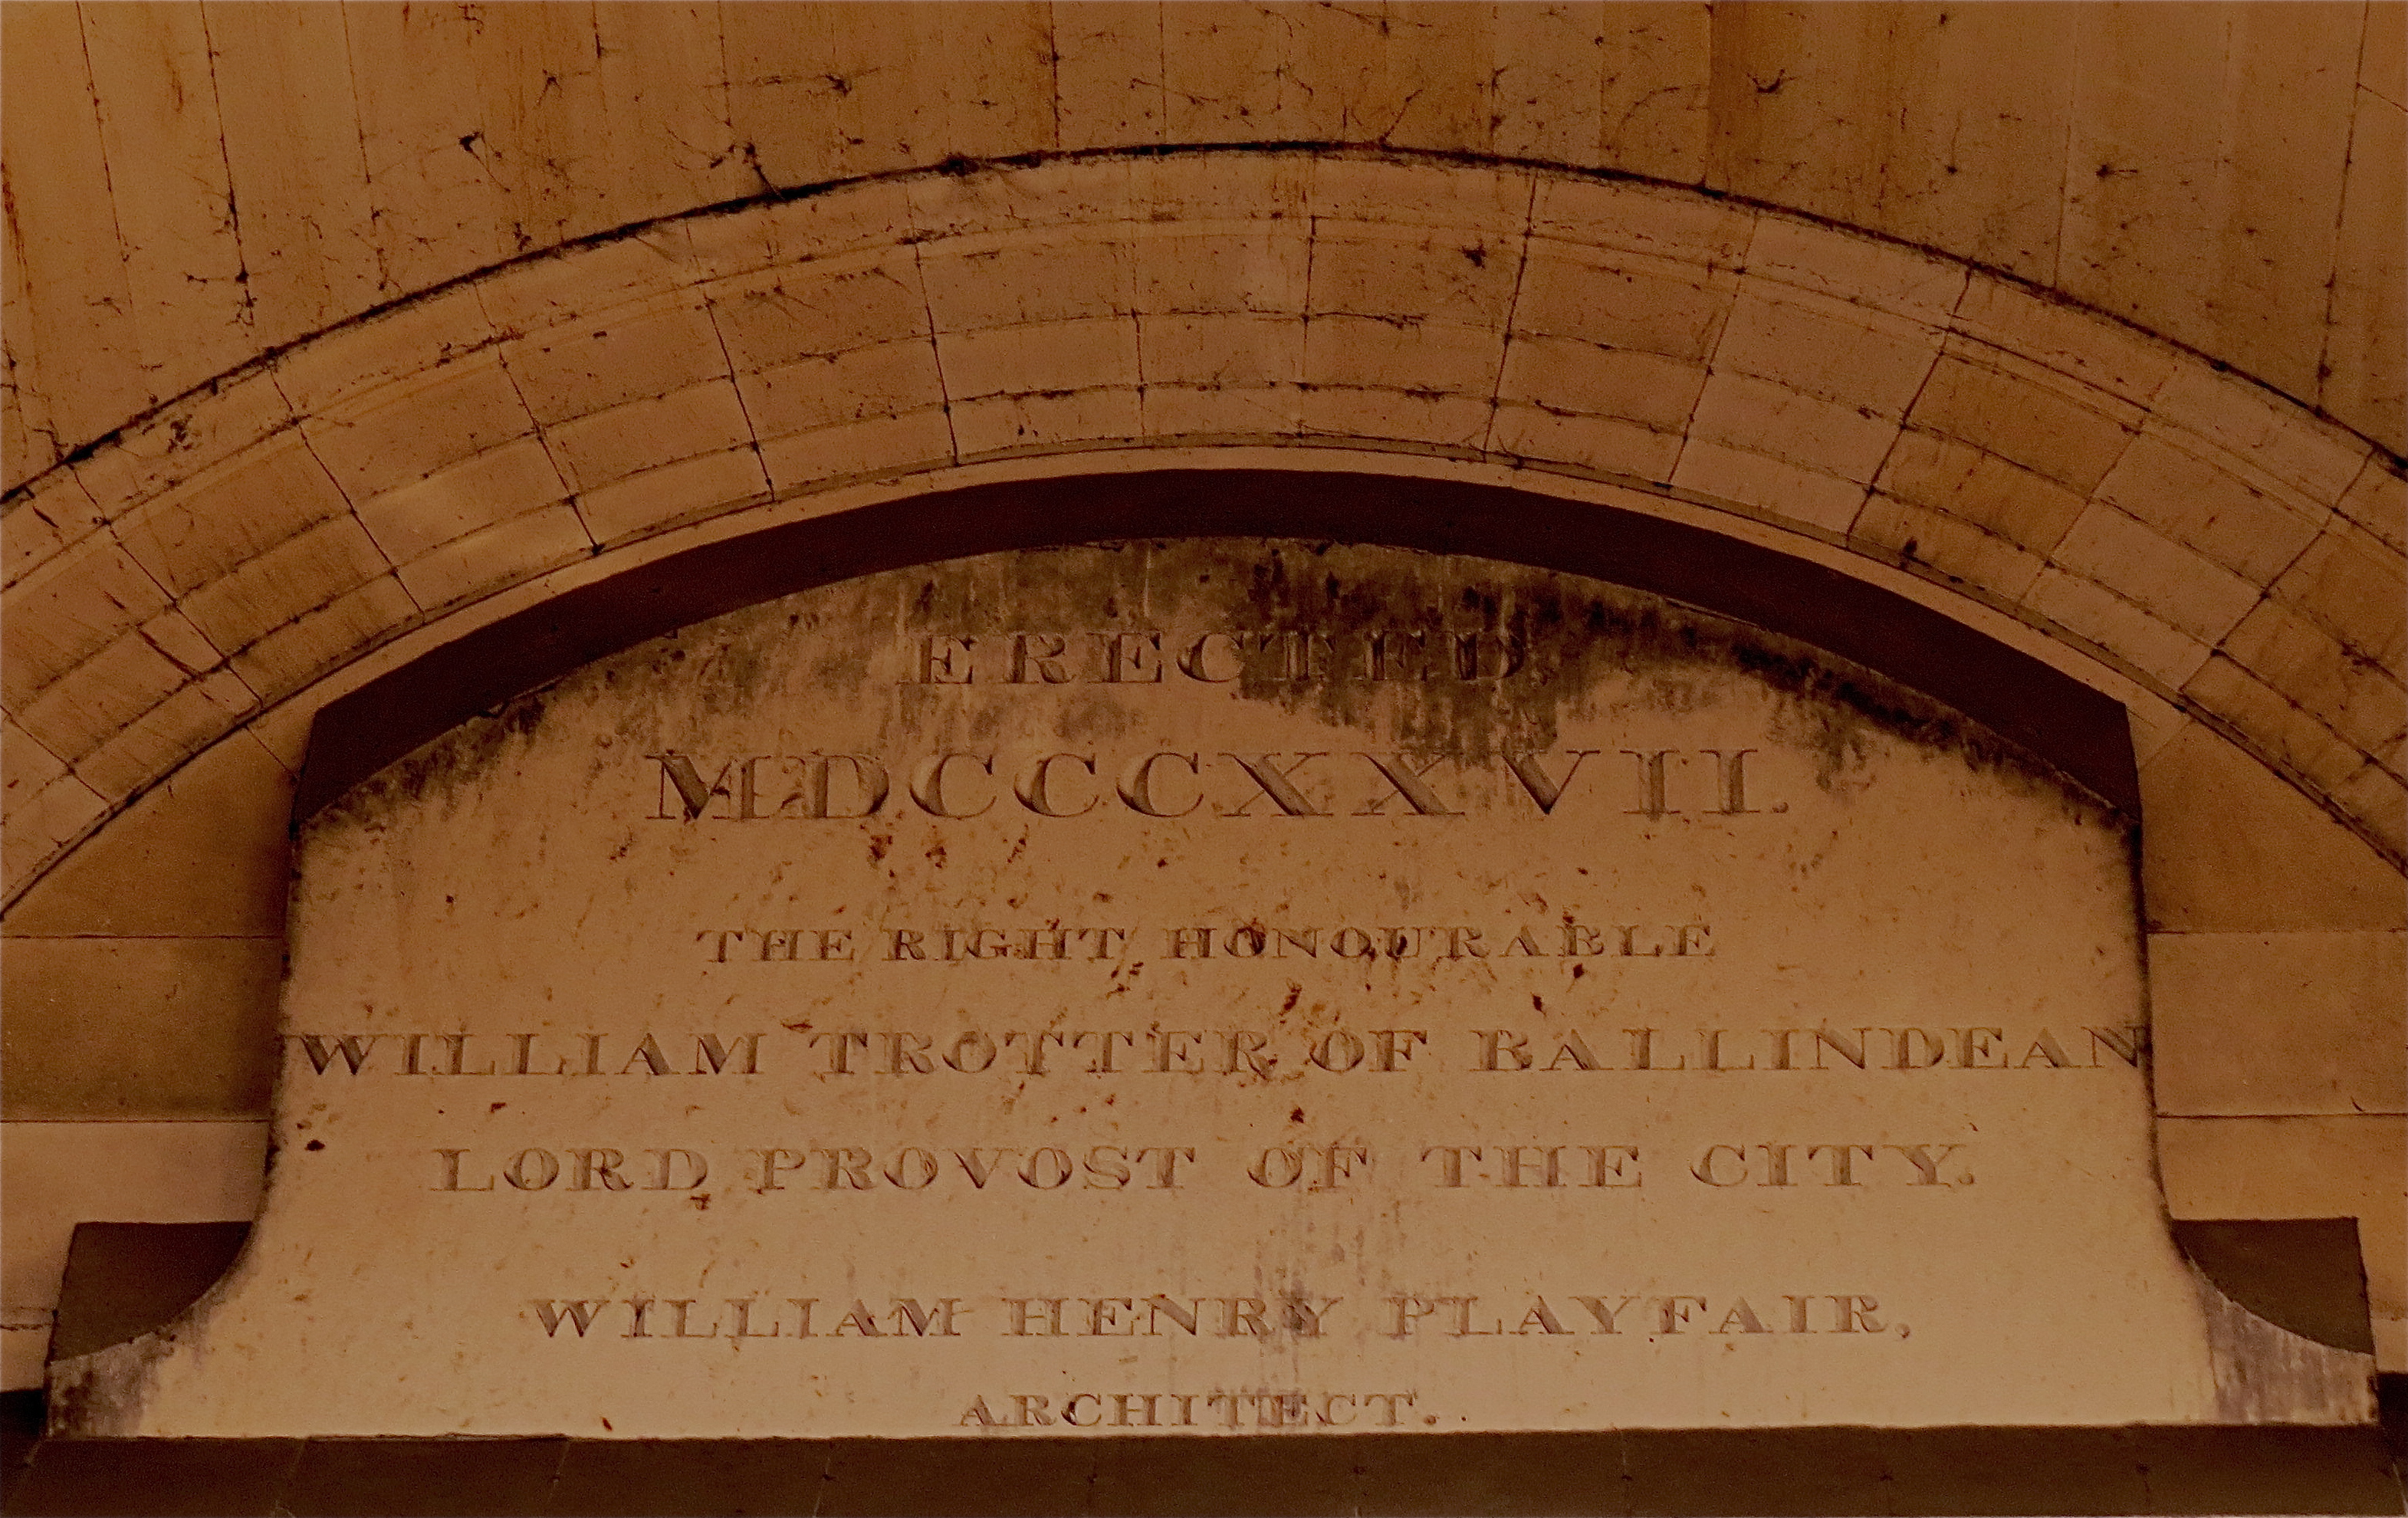 ERECTED
MDCCCXXVII.
THE RIGHT HONOURABLE
WILLIAM TROTTER OF BALLINDEAN
LORD PROVOST OF THE CITY.
WILLIAM HENRY PLAYFAIR,
ARCHITECT.